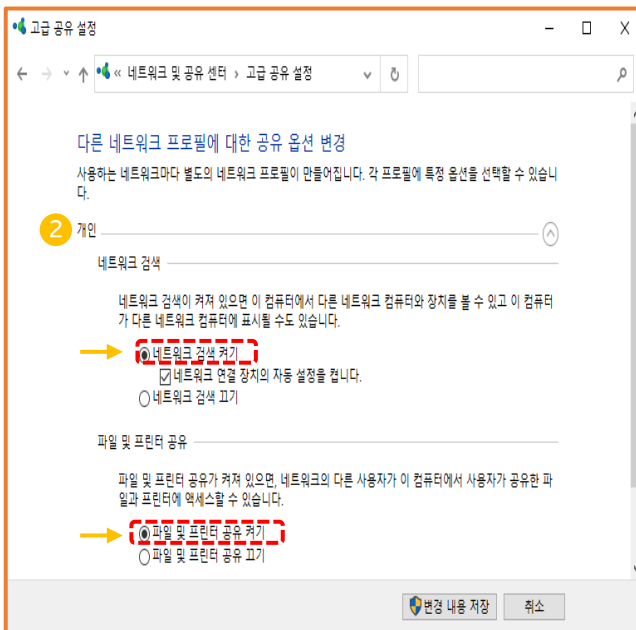 고급 공유 설정
« 네트워크 및 공유 센터 › 고급 공유 설정
다른 네트워크 프로필에 대한 공유 옵션 변경
사용하는 네트워크마다 별도의 네트워크 프로필이 만들어집니다. 각 프로필에 특정 옵션을 선택할 수 있습니
다.
2 개인
네트워크 검색
네트워크 검색이 켜져 있으면 이 컴퓨터에서 다른 네트워크 컴퓨터와 장치를 볼 수 있고 이 컴퓨터
가 다른 네트워크 컴퓨터에 표시될 수도 있습니다.
네트워크 검색 켜기
네트워크 연결 장치의 자동 설정을 켭니다.
네트워크 검색 끄기
파일 및 프린터 공유
파일 및 프린터 공유가 켜져 있으면, 네트워크의 다른 사용자가 이 컴퓨터에서 사용자가 공유한 파
일과 프린터에 액세스할 수 있습니다.
파일 및 프린터 공유 켜기
파일 및 프린터 공유 끄기
변경 내용 저장 취소